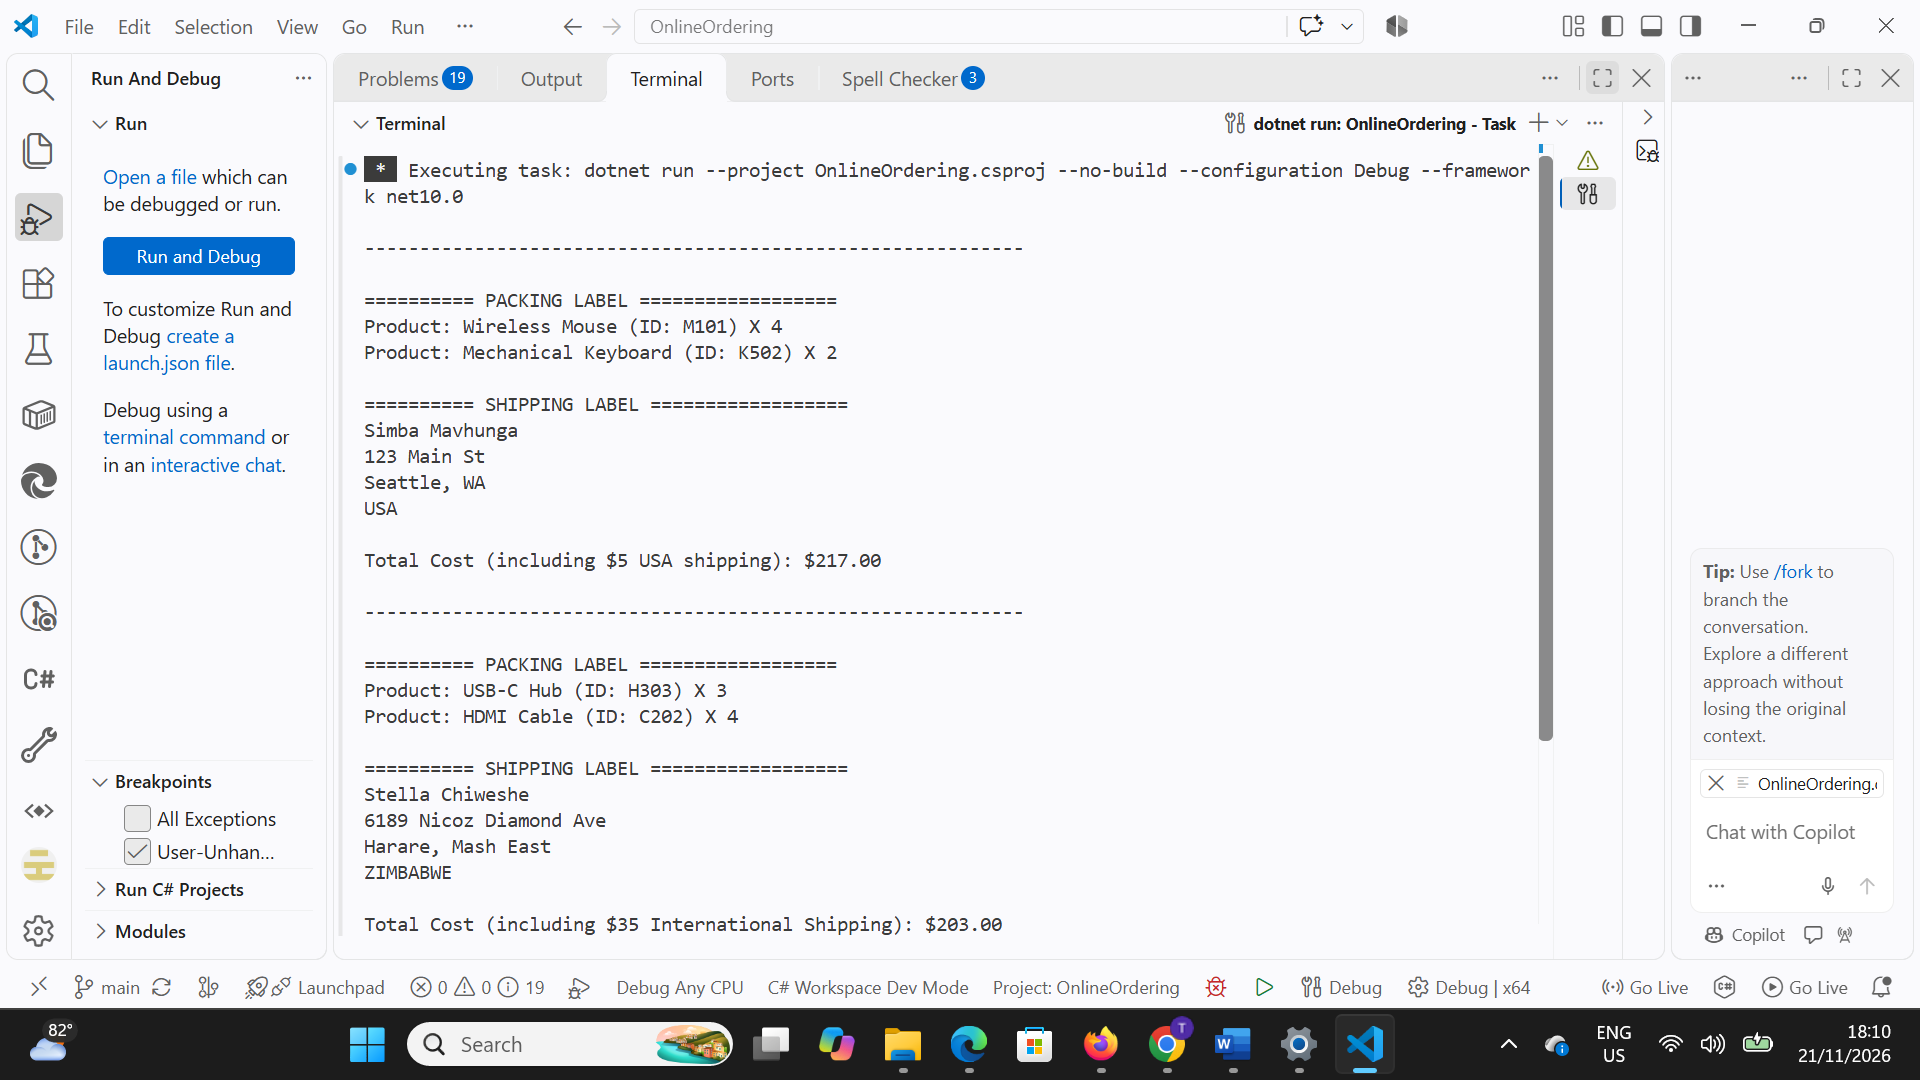 File Edit Selection View Go Run ···
OnlineOrdering
Run And Debug ···
Run
Open a file which can
be debugged or run.
Run and Debug
To customize Run and
Debug create a
launch.json file.
Debug using a
terminal command or
in an interactive chat.
Breakpoints
All Exceptions
User-Unhan...
Run C# Projects
Modules
C#
Problems 19 Output Terminal Ports Spell Checker 3
Terminal
dotnet run: OnlineOrdering - Task
* Executing task: dotnet run --project OnlineOrdering.csproj --no-build --configuration Debug --framewor
k net10.0
------------------------------------------------------------
========== PACKING LABEL ==================
Product: Wireless Mouse (ID: M101) X 4
Product: Mechanical Keyboard (ID: K502) X 2
========== SHIPPING LABEL ==================
Simba Mavhunga
123 Main St
Seattle, WA
USA
Total Cost (including $5 USA shipping): $217.00
------------------------------------------------------------
========== PACKING LABEL ==================
Product: USB-C Hub (ID: H303) X 3
Product: HDMI Cable (ID: C202) X 4
========== SHIPPING LABEL ==================
Stella Chiweshe
6189 Nicoz Diamond Ave
Harare, Mash East
ZIMBABWE
Total Cost (including $35 International Shipping): $203.00
Tip: Use /fork to
branch the
conversation.
Explore a different
approach without
losing the original
context.
OnlineOrdering.
Chat with Copilot
Copilot
main Launchpad 0 0 19 Debug Any CPU C# Workspace Dev Mode Project: OnlineOrdering Debug Debug | x64 Go Live Go Live
82°
Search
T
ENG
US
18:10
21/11/2026